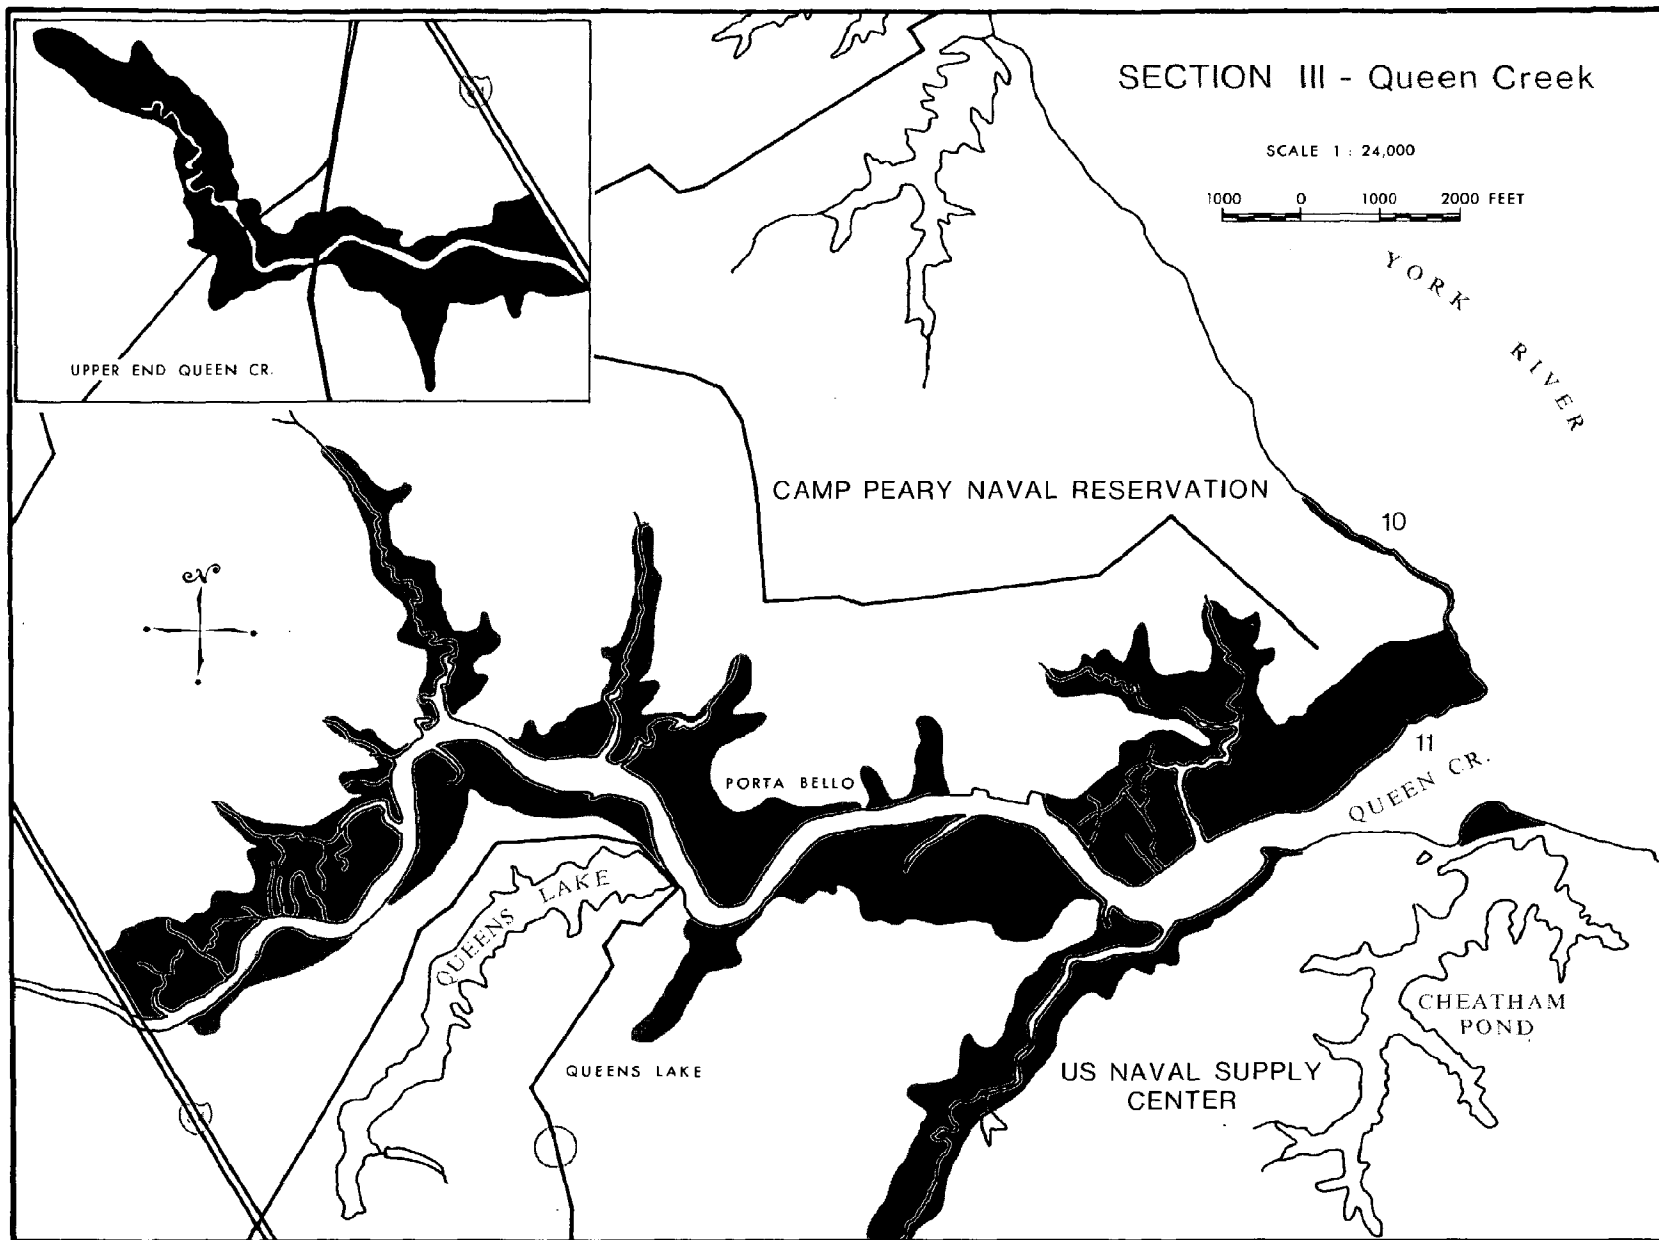 SECTION III - Queen Creek
SCALE 1 : 24,000
1000 0 1000 2000 FEET
YORK
RIVER
UPPER END QUEEN CR.
CAMP PEARY NAVAL RESERVATION
10
N
11
QUEEN CR.
PORTA BELLO
QUEENS LAKE
CHEATHAM
POND
QUEENS LAKE
US NAVAL SUPPLY
CENTER